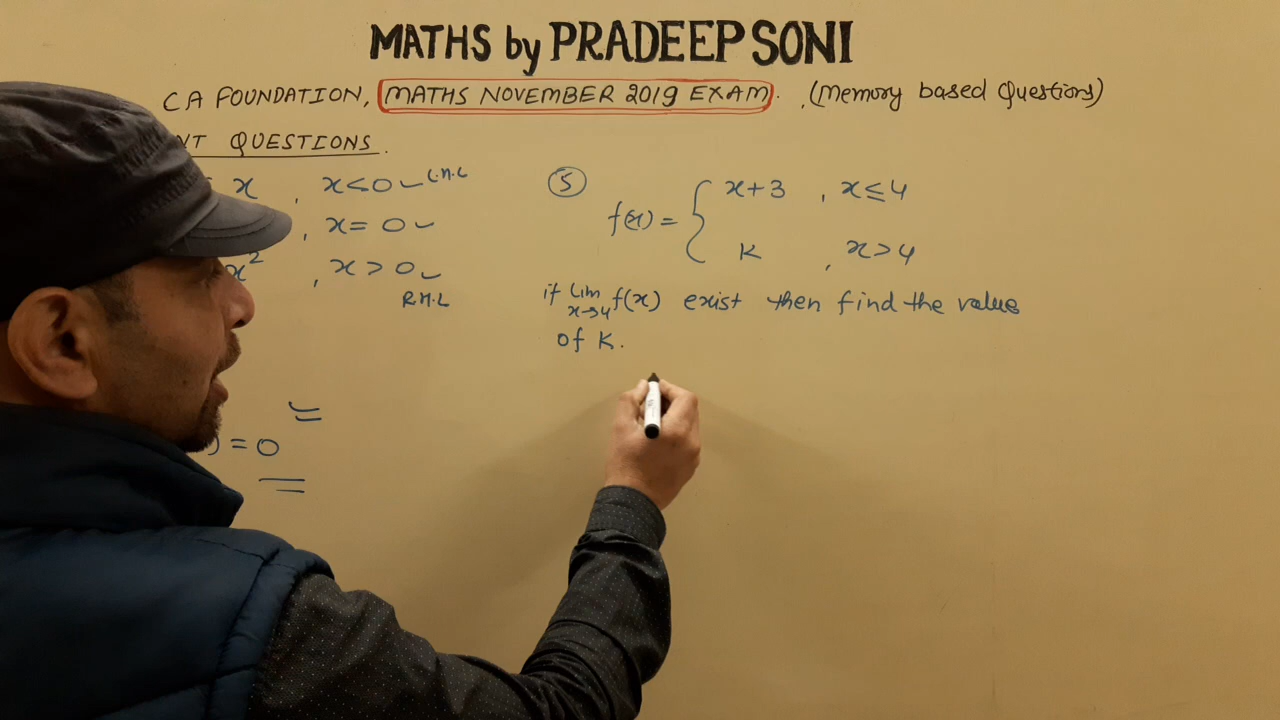 MATHS by PRADEEP SONI
CA FOUNDATION, MATHS NOVEMBER 2019 EXAM. (Memory based Questions)
NT QUESTIONS.
x , x<0 L.H.L
, x=0
x² , x>0
R.H.L
) = 0
5
f(x) = { x+3 , x≤4
K , x>4
if Lim x→4 f(x) exist then find the value
of K.